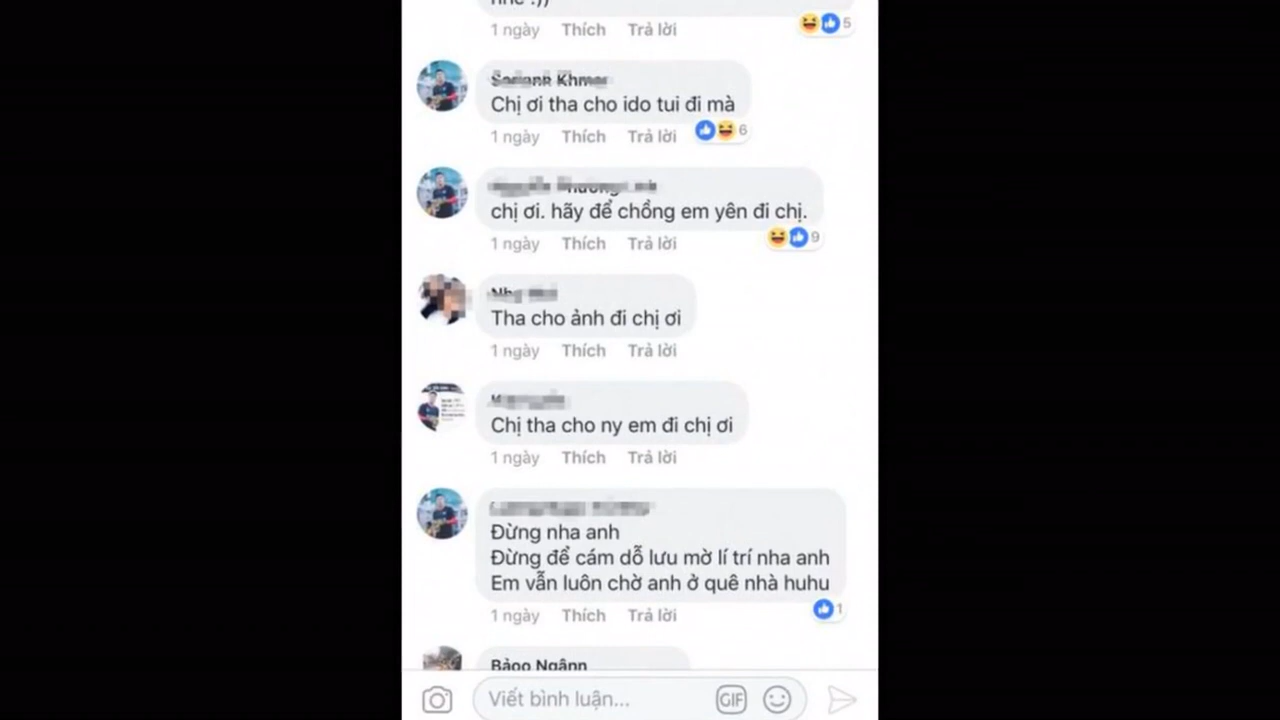 1 ngày Thích Trả lời 5
Khmer
Chị ơi tha cho ido tui đi mà
1 ngày Thích Trả lời 6
chị ơi. hãy để chồng em yên đi chị.
1 ngày Thích Trả lời 9
Tha cho ảnh đi chị ơi
1 ngày Thích Trả lời
Chị tha cho ny em đi chị ơi
1 ngày Thích Trả lời
Đừng nha anh
Đừng để cám dỗ lưu mờ lí trí nha anh
Em vẫn luôn chờ anh ở quê nhà huhu
1 ngày Thích Trả lời 1
Bảoo Ngânn
Viết bình luận... GIF